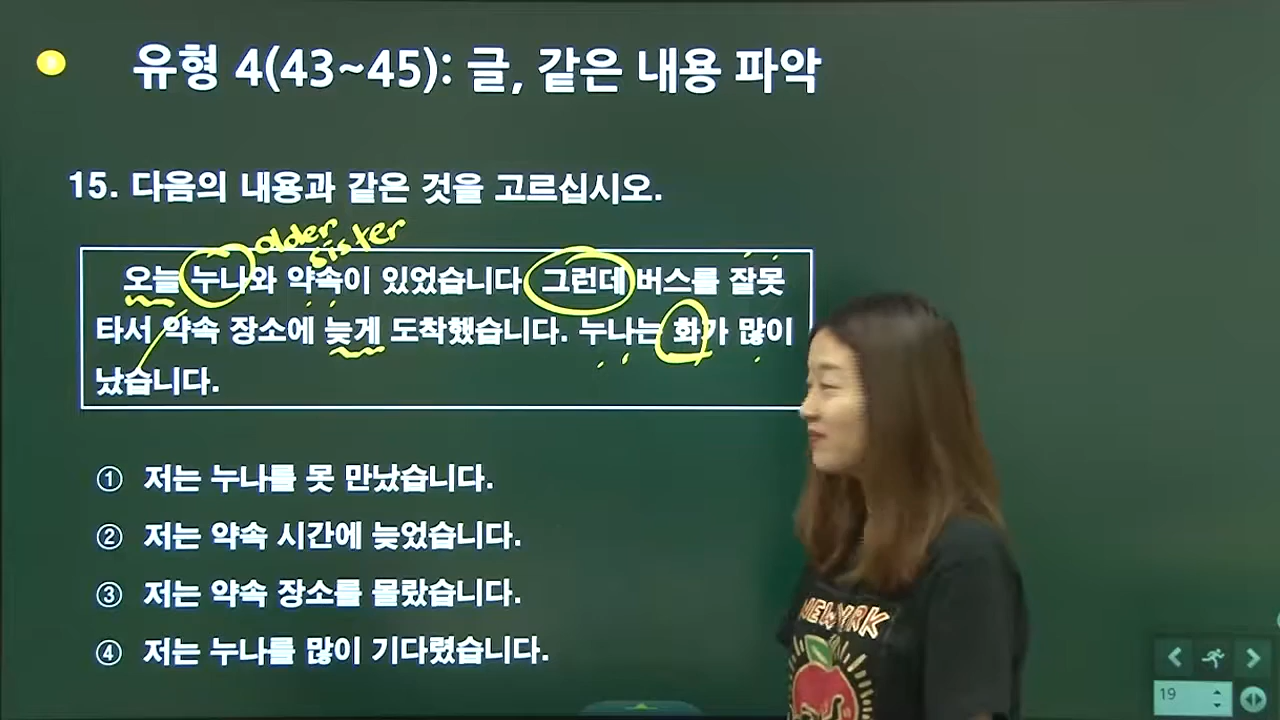 유형 4(43~45): 글, 같은 내용 파악
15. 다음의 내용과 같은 것을 고르십시오.
older
sister
오늘 누나와 약속이 있었습니다 그런데 버스를 잘못
타서 약속 장소에 늦게 도착했습니다. 누나는 화가 많이
났습니다.
① 저는 누나를 못 만났습니다.
② 저는 약속 시간에 늦었습니다.
③ 저는 약속 장소를 몰랐습니다.
④ 저는 누나를 많이 기다렸습니다.
NEW YORK
19